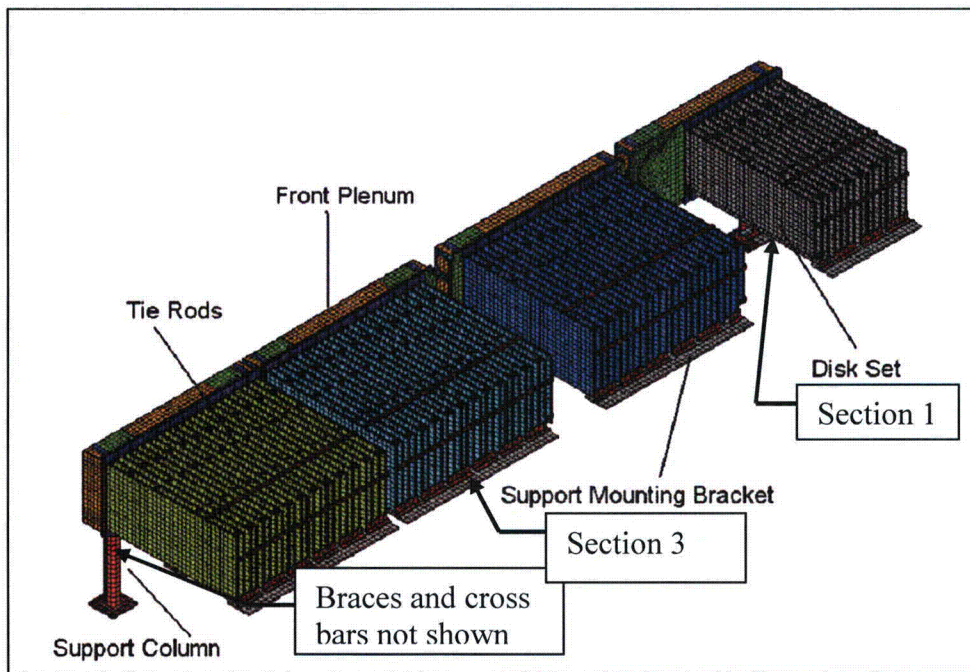 Front Plenum
Tie Rods
Disk Set
Section 1
Support Mounting Bracket
Section 3
Braces and cross
bars not shown
Support Column